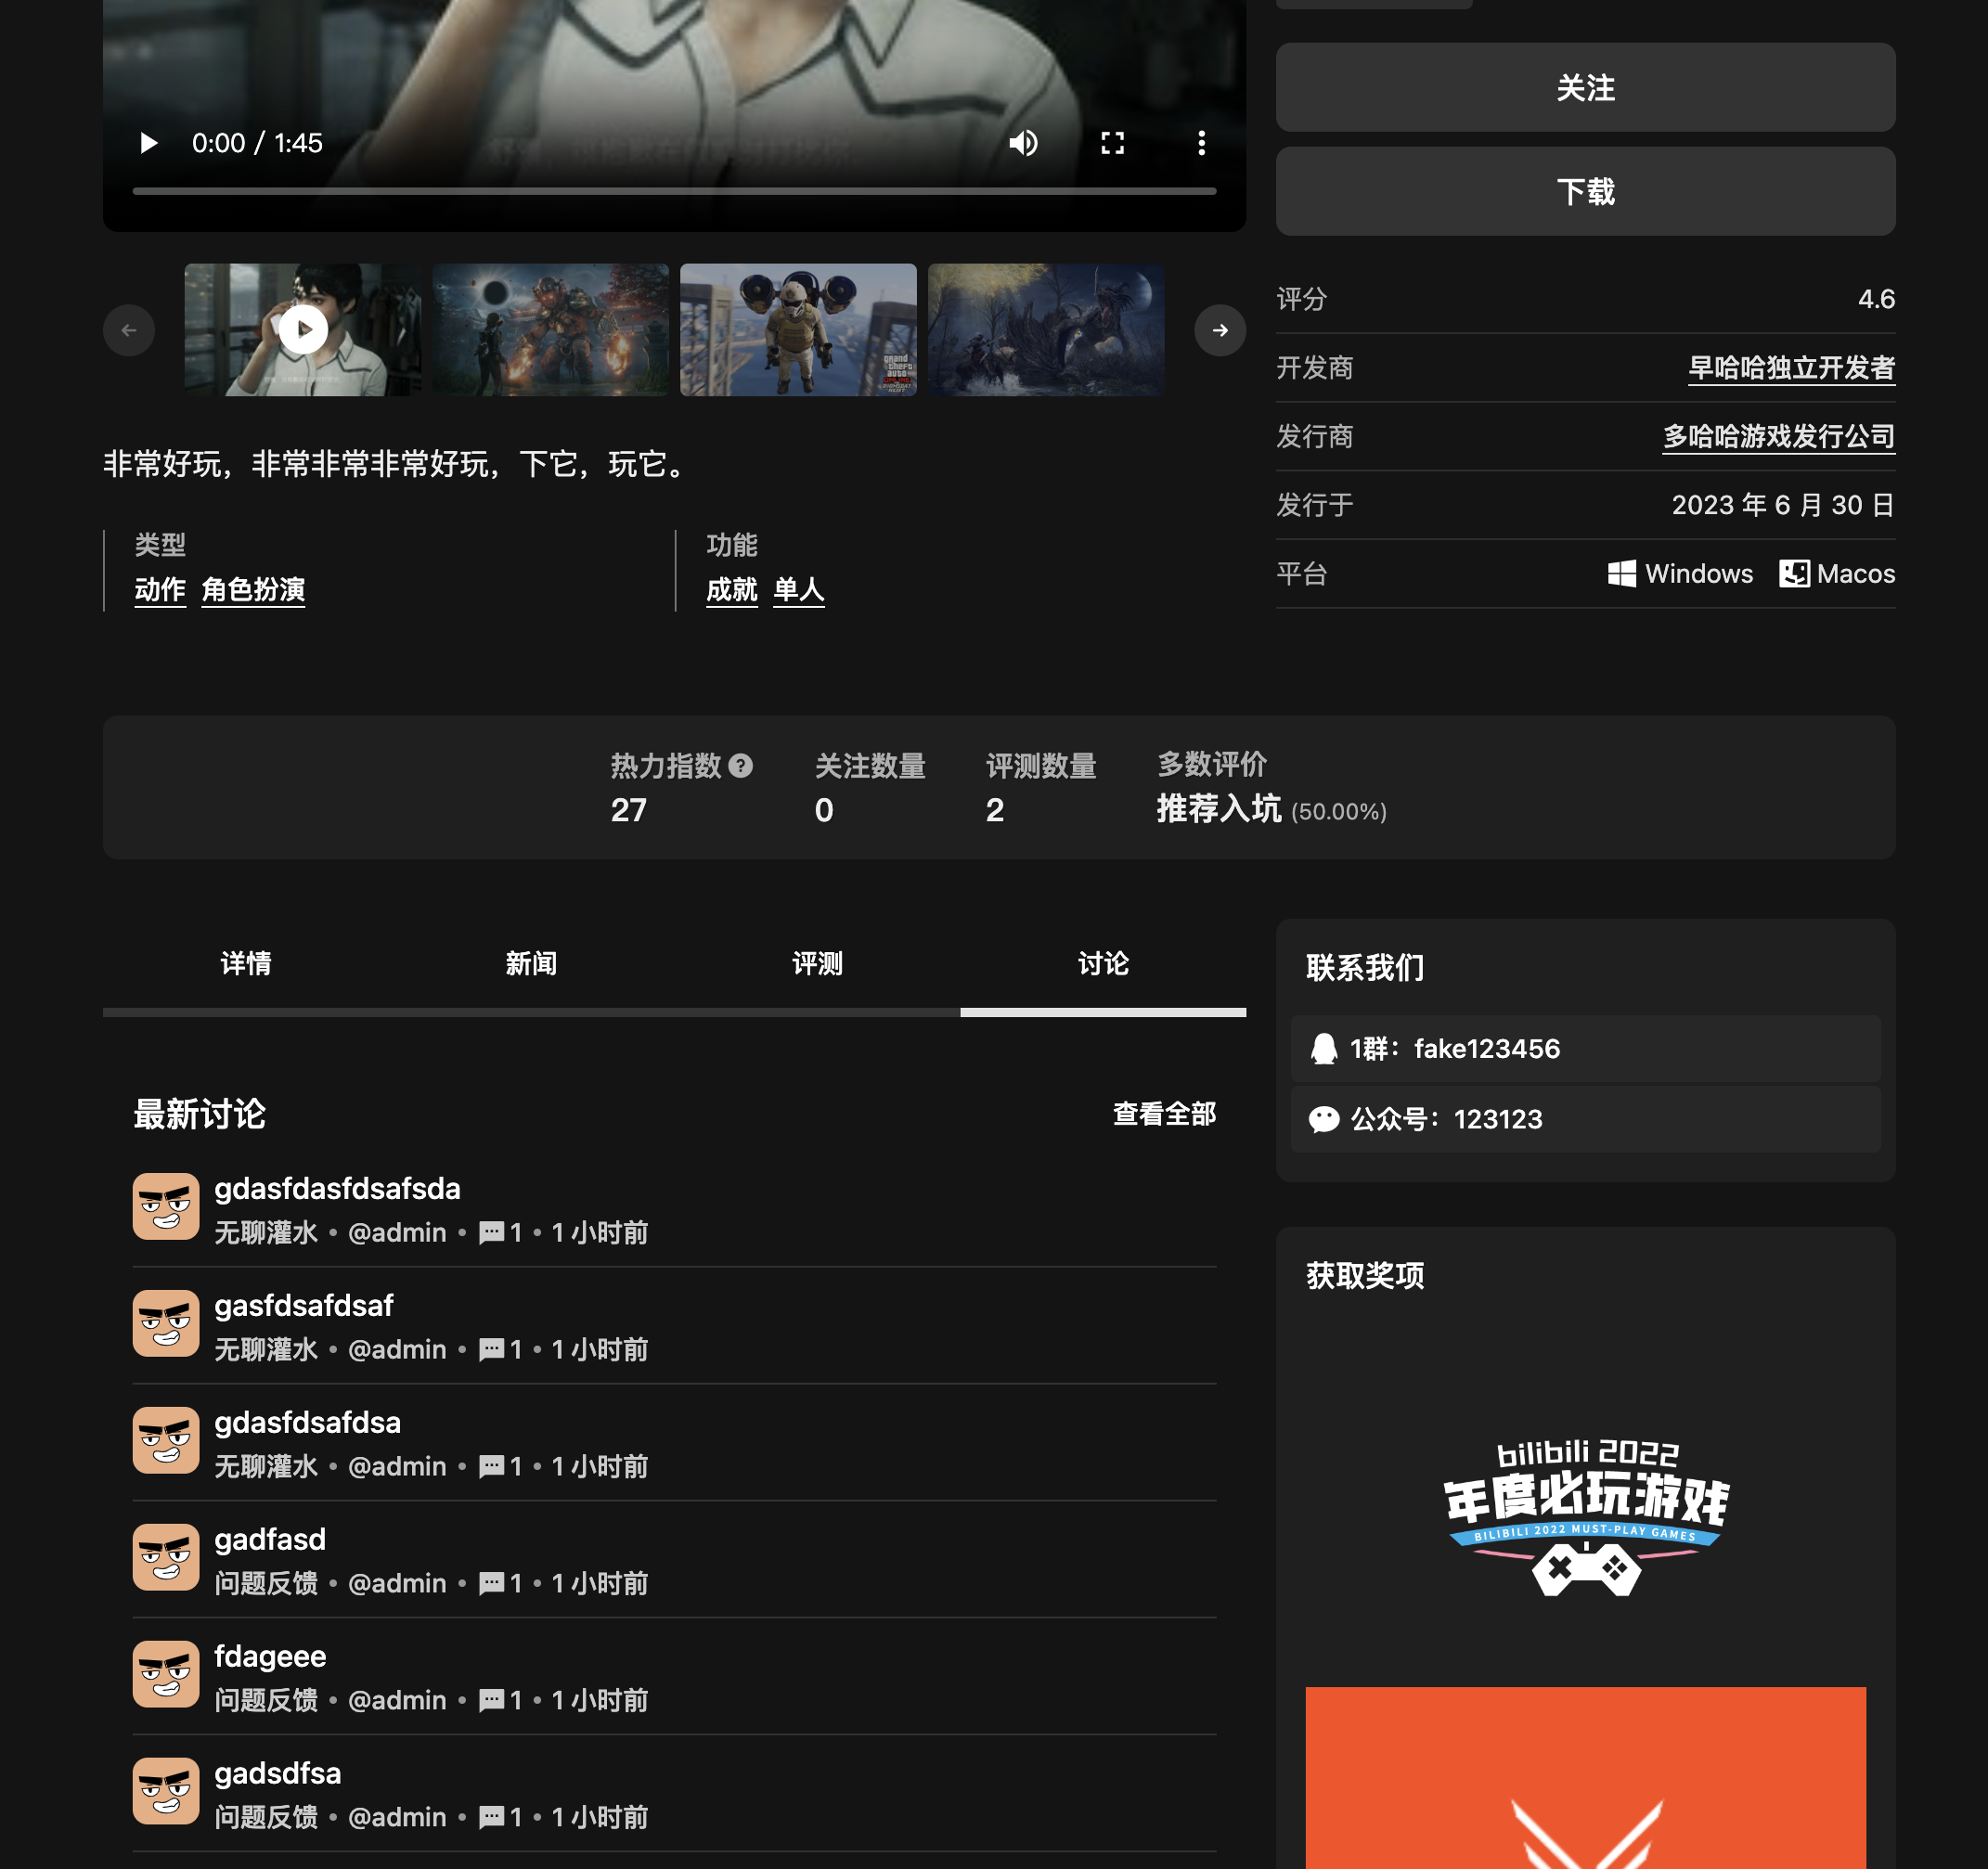 0:00 / 1:45
非常好玩，非常非常非常好玩，下它，玩它。
类型
动作 角色扮演
功能
成就 单人
关注
下载
评分 4.6
开发商 早哈哈独立开发者
发行商 多哈哈游戏发行公司
发行于 2023 年 6 月 30 日
平台 Windows Macos
热力指数 ?
27
关注数量
0
评测数量
2
多数评价
推荐入坑 (50.00%)
详情 新闻 评测 讨论
最新讨论 查看全部
gdasfdasfdsafsda
无聊灌水 • @admin • 1 • 1 小时前
gasfdsafdsaf
无聊灌水 • @admin • 1 • 1 小时前
gdasfdsafdsa
无聊灌水 • @admin • 1 • 1 小时前
gadfasd
问题反馈 • @admin • 1 • 1 小时前
fdageee
问题反馈 • @admin • 1 • 1 小时前
gadsdfsa
问题反馈 • @admin • 1 • 1 小时前
联系我们
1群：fake123456
公众号：123123
获取奖项
bilibili 2022
年度必玩游戏
BILIBILI 2022 MUST-PLAY GAMES